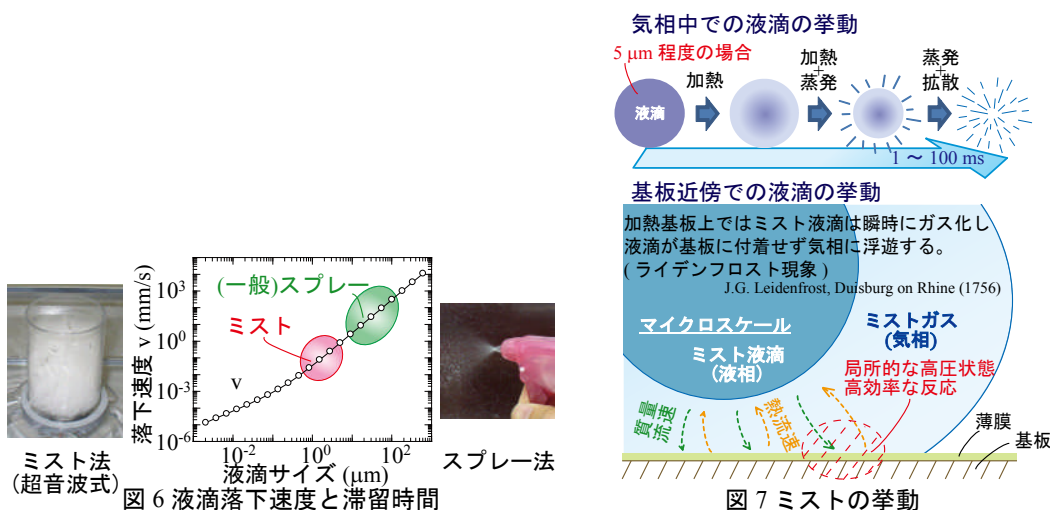 (一般)スプレー
ミスト
v
落下速度 v (mm/s)
10³
10⁰
10⁻³
10⁻⁶
10⁻²
10⁰
10²
液滴サイズ (μm)
ミスト法
(超音波式)
スプレー法
図 6 液滴落下速度と滞留時間
気相中での液滴の挙動
5 μm 程度の場合
液滴
加熱
加熱
+
蒸発
蒸発
+
拡散
1 ~ 100 ms
基板近傍での液滴の挙動
加熱基板上ではミスト液滴は瞬時にガス化し
液滴が基板に付着せず気相に浮遊する。
( ライデンフロスト現象 )
J.G. Leidenfrost, Duisburg on Rhine (1756)
マイクロスケール
ミスト液滴
(液相)
ミストガス
(気相)
局所的な高圧状態
高効率な反応
質量
流速
熱流速
薄膜
基板
図 7 ミストの挙動